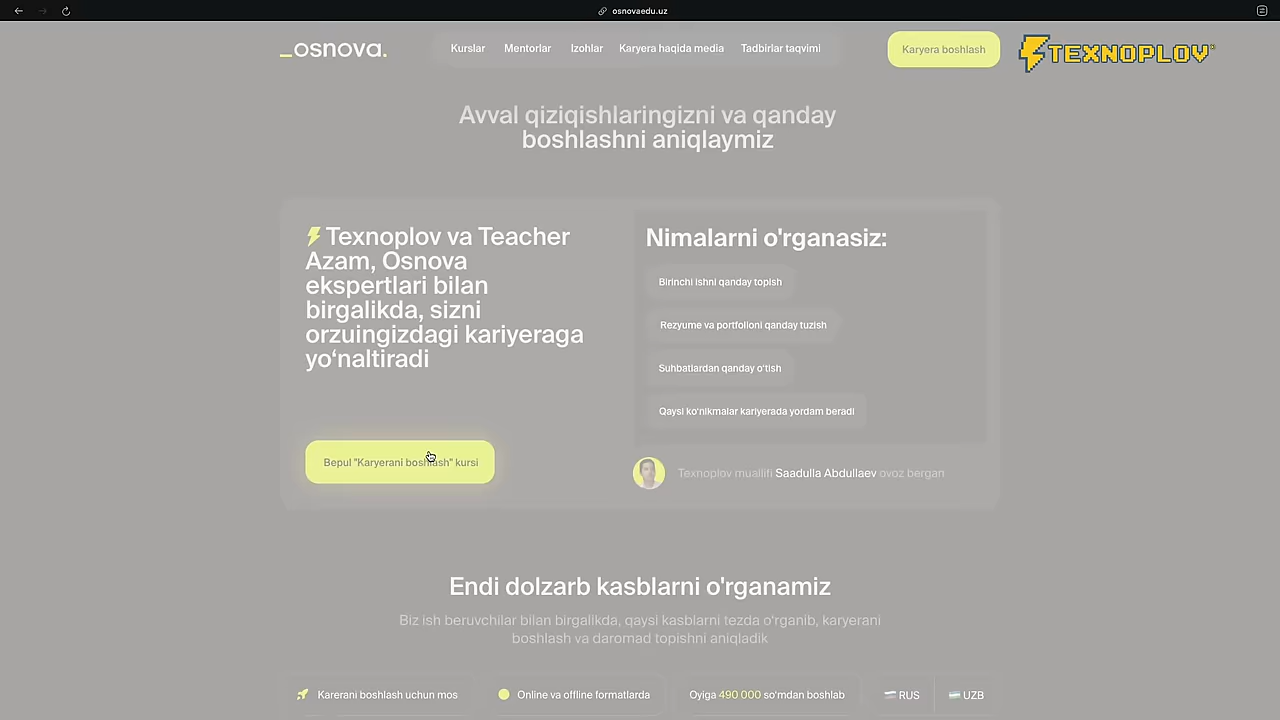 osnovaedu.uz
_osnova.
Kurslar Mentorlar Izohlar Karyera haqida media Tadbirlar taqvimi
Karyera boshlash
TEXNOPLOV
Avval qiziqishlaringizni va qanday
boshlashni aniqlaymiz
Texnoplov va Teacher
Azam, Osnova
ekspertlari bilan
birgalikda, sizni
orzuingizdagi kariyeraga
yo‘naltiradi
Bepul "Karyerani boshlash" kursi
Nimalarni o'rganasiz:
Birinchi ishni qanday topish
Rezyume va portfolioni qanday tuzish
Suhbatlardan qanday o'tish
Qaysi ko'nikmalar kariyerada yordam beradi
Texnoplov muallifi Saadulla Abdullaev ovoz bergan
Endi dolzarb kasblarni o'rganamiz
Biz ish beruvchilar bilan birgalikda, qaysi kasblarni tezda o'rganib, karyerani
boshlash va daromad topishni aniqladik
Karerani boshlash uchun mos
Online va offline formatlarda
Oyiga 490 000 so'mdan boshlab
RUS
UZB